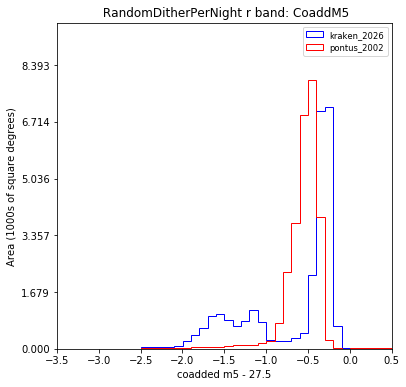 RandomDitherPerNight r band: CoaddM5
kraken_2026
pontus_2002
Area (1000s of square degrees)
8.393
6.714
5.036
3.357
1.679
0.000
−3.5 −3.0 −2.5 −2.0 −1.5 −1.0 −0.5 0.0 0.5
coadded m5 - 27.5